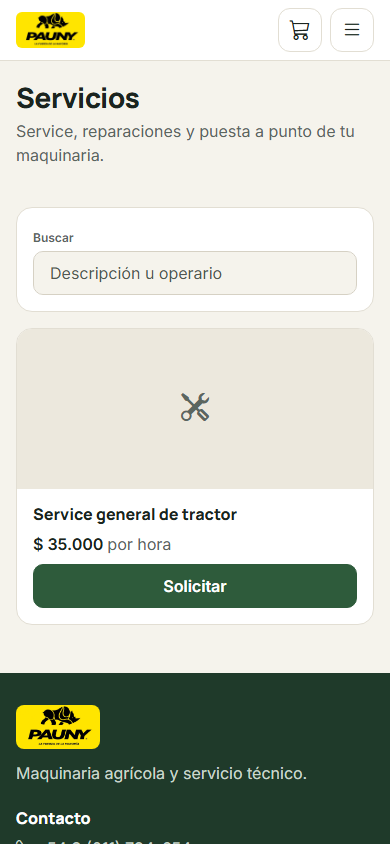 PAUNY
Servicios
Service, reparaciones y puesta a punto de tu
maquinaria.
Buscar
Descripción u operario
Service general de tractor
$ 35.000 por hora
Solicitar
PAUNY
Maquinaria agrícola y servicio técnico.
Contacto